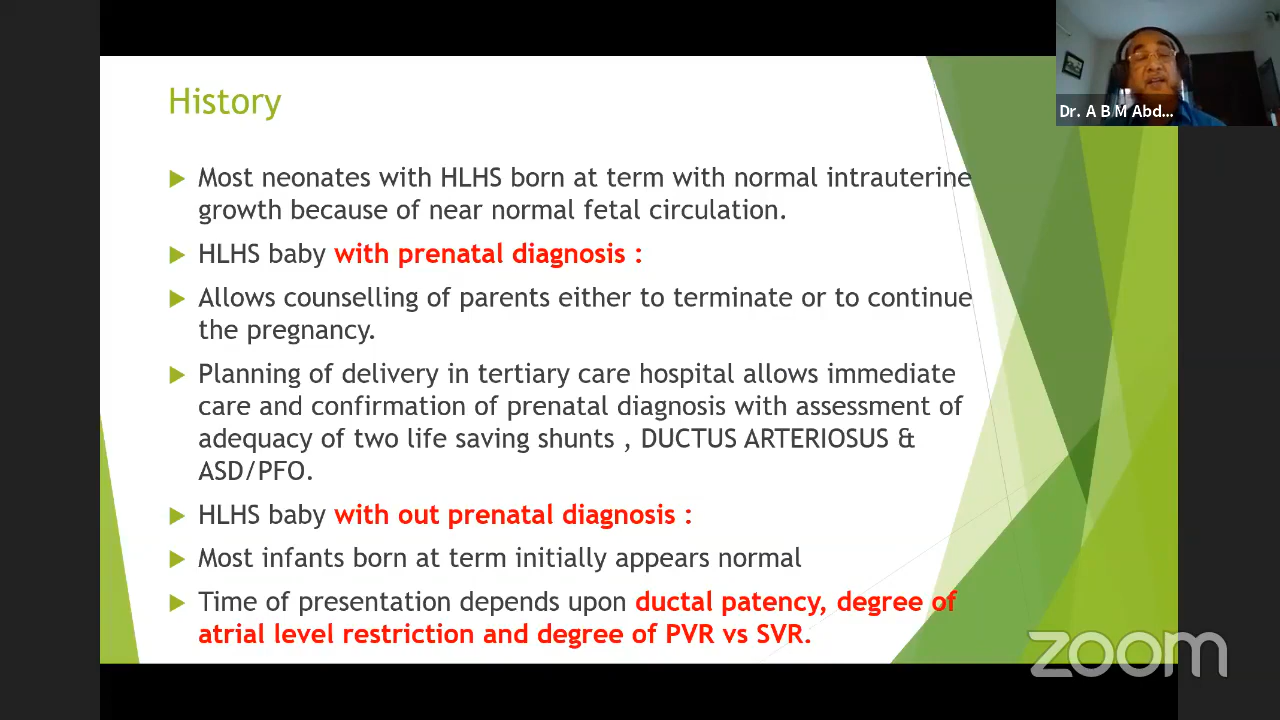 History
Most neonates with HLHS born at term with normal intrauterine
growth because of near normal fetal circulation.
HLHS baby with prenatal diagnosis :
Allows counselling of parents either to terminate or to continue
the pregnancy.
Planning of delivery in tertiary care hospital allows immediate
care and confirmation of prenatal diagnosis with assessment of
adequacy of two life saving shunts , DUCTUS ARTERIOSUS &
ASD/PFO.
HLHS baby with out prenatal diagnosis :
Most infants born at term initially appears normal
Time of presentation depends upon ductal patency, degree of
atrial level restriction and degree of PVR vs SVR.
Dr. A B M Abd...
zoom